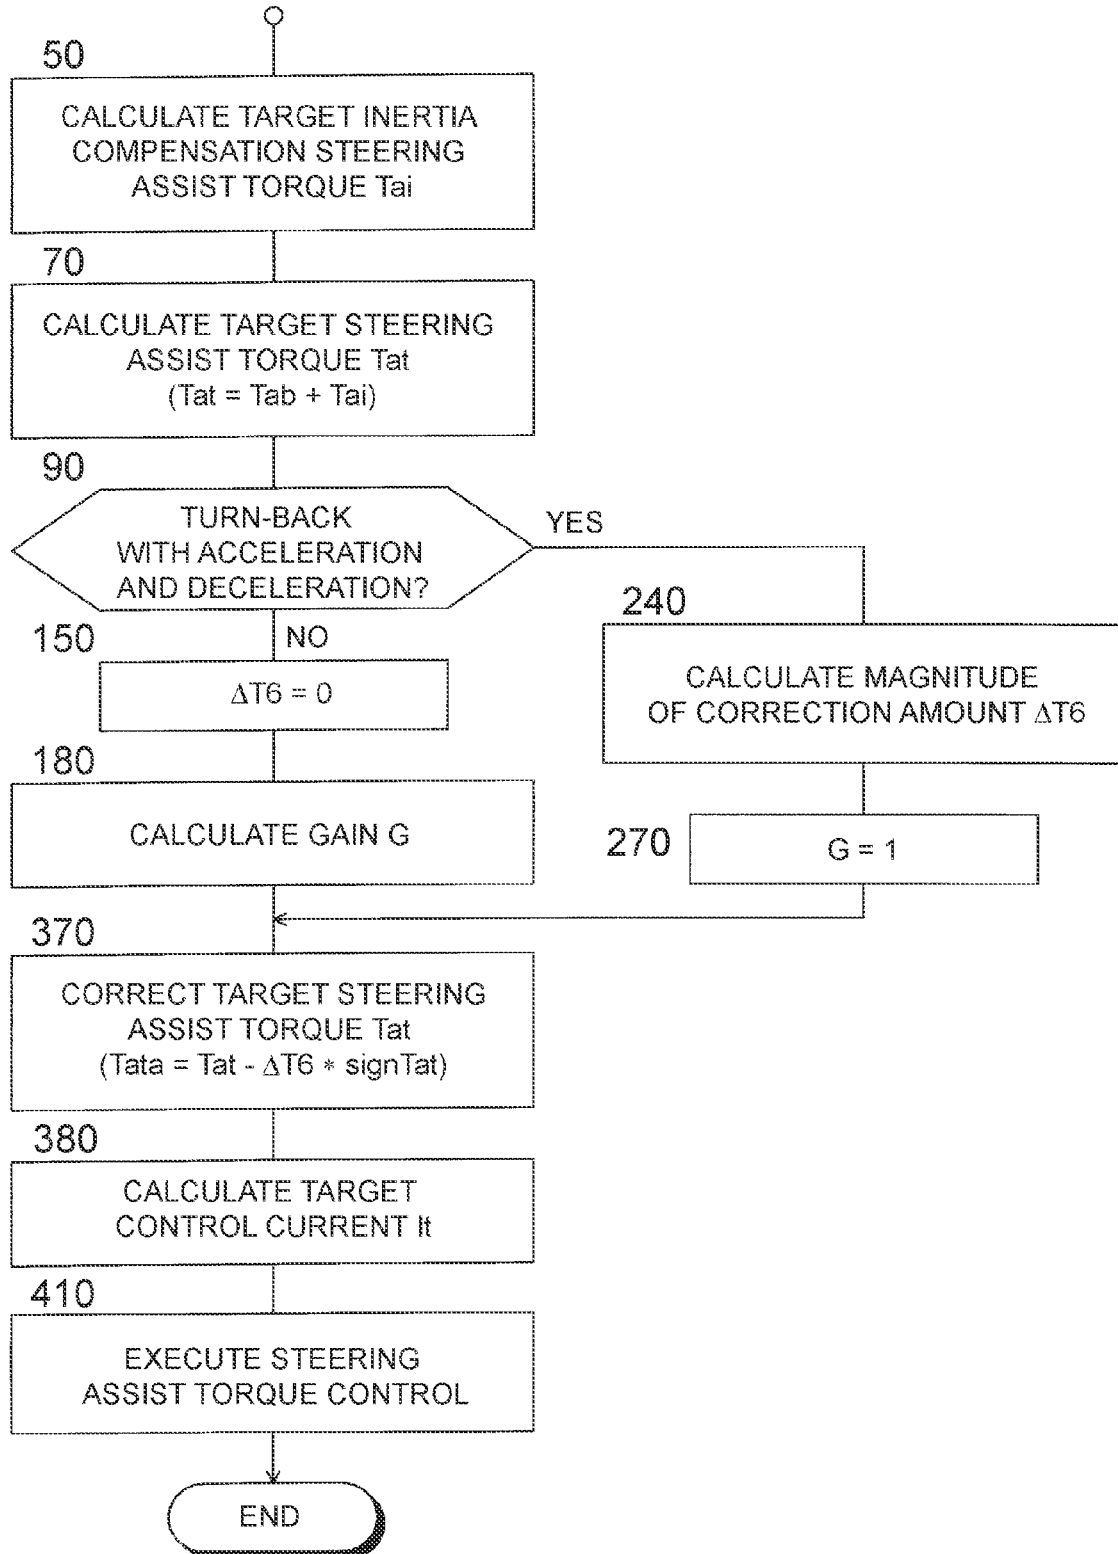 50
CALCULATE TARGET INERTIA
COMPENSATION STEERING
ASSIST TORQUE Tai
70
CALCULATE TARGET STEERING
ASSIST TORQUE Tat
(Tat = Tab + Tai)
90
TURN-BACK
WITH ACCELERATION
AND DECELERATION?
YES
NO
150
ΔT6 = 0
180
CALCULATE GAIN G
240
CALCULATE MAGNITUDE
OF CORRECTION AMOUNT ΔT6
270
G = 1
370
CORRECT TARGET STEERING
ASSIST TORQUE Tat
(Tata = Tat - ΔT6 * signTat)
380
CALCULATE TARGET
CONTROL CURRENT It
410
EXECUTE STEERING
ASSIST TORQUE CONTROL
END